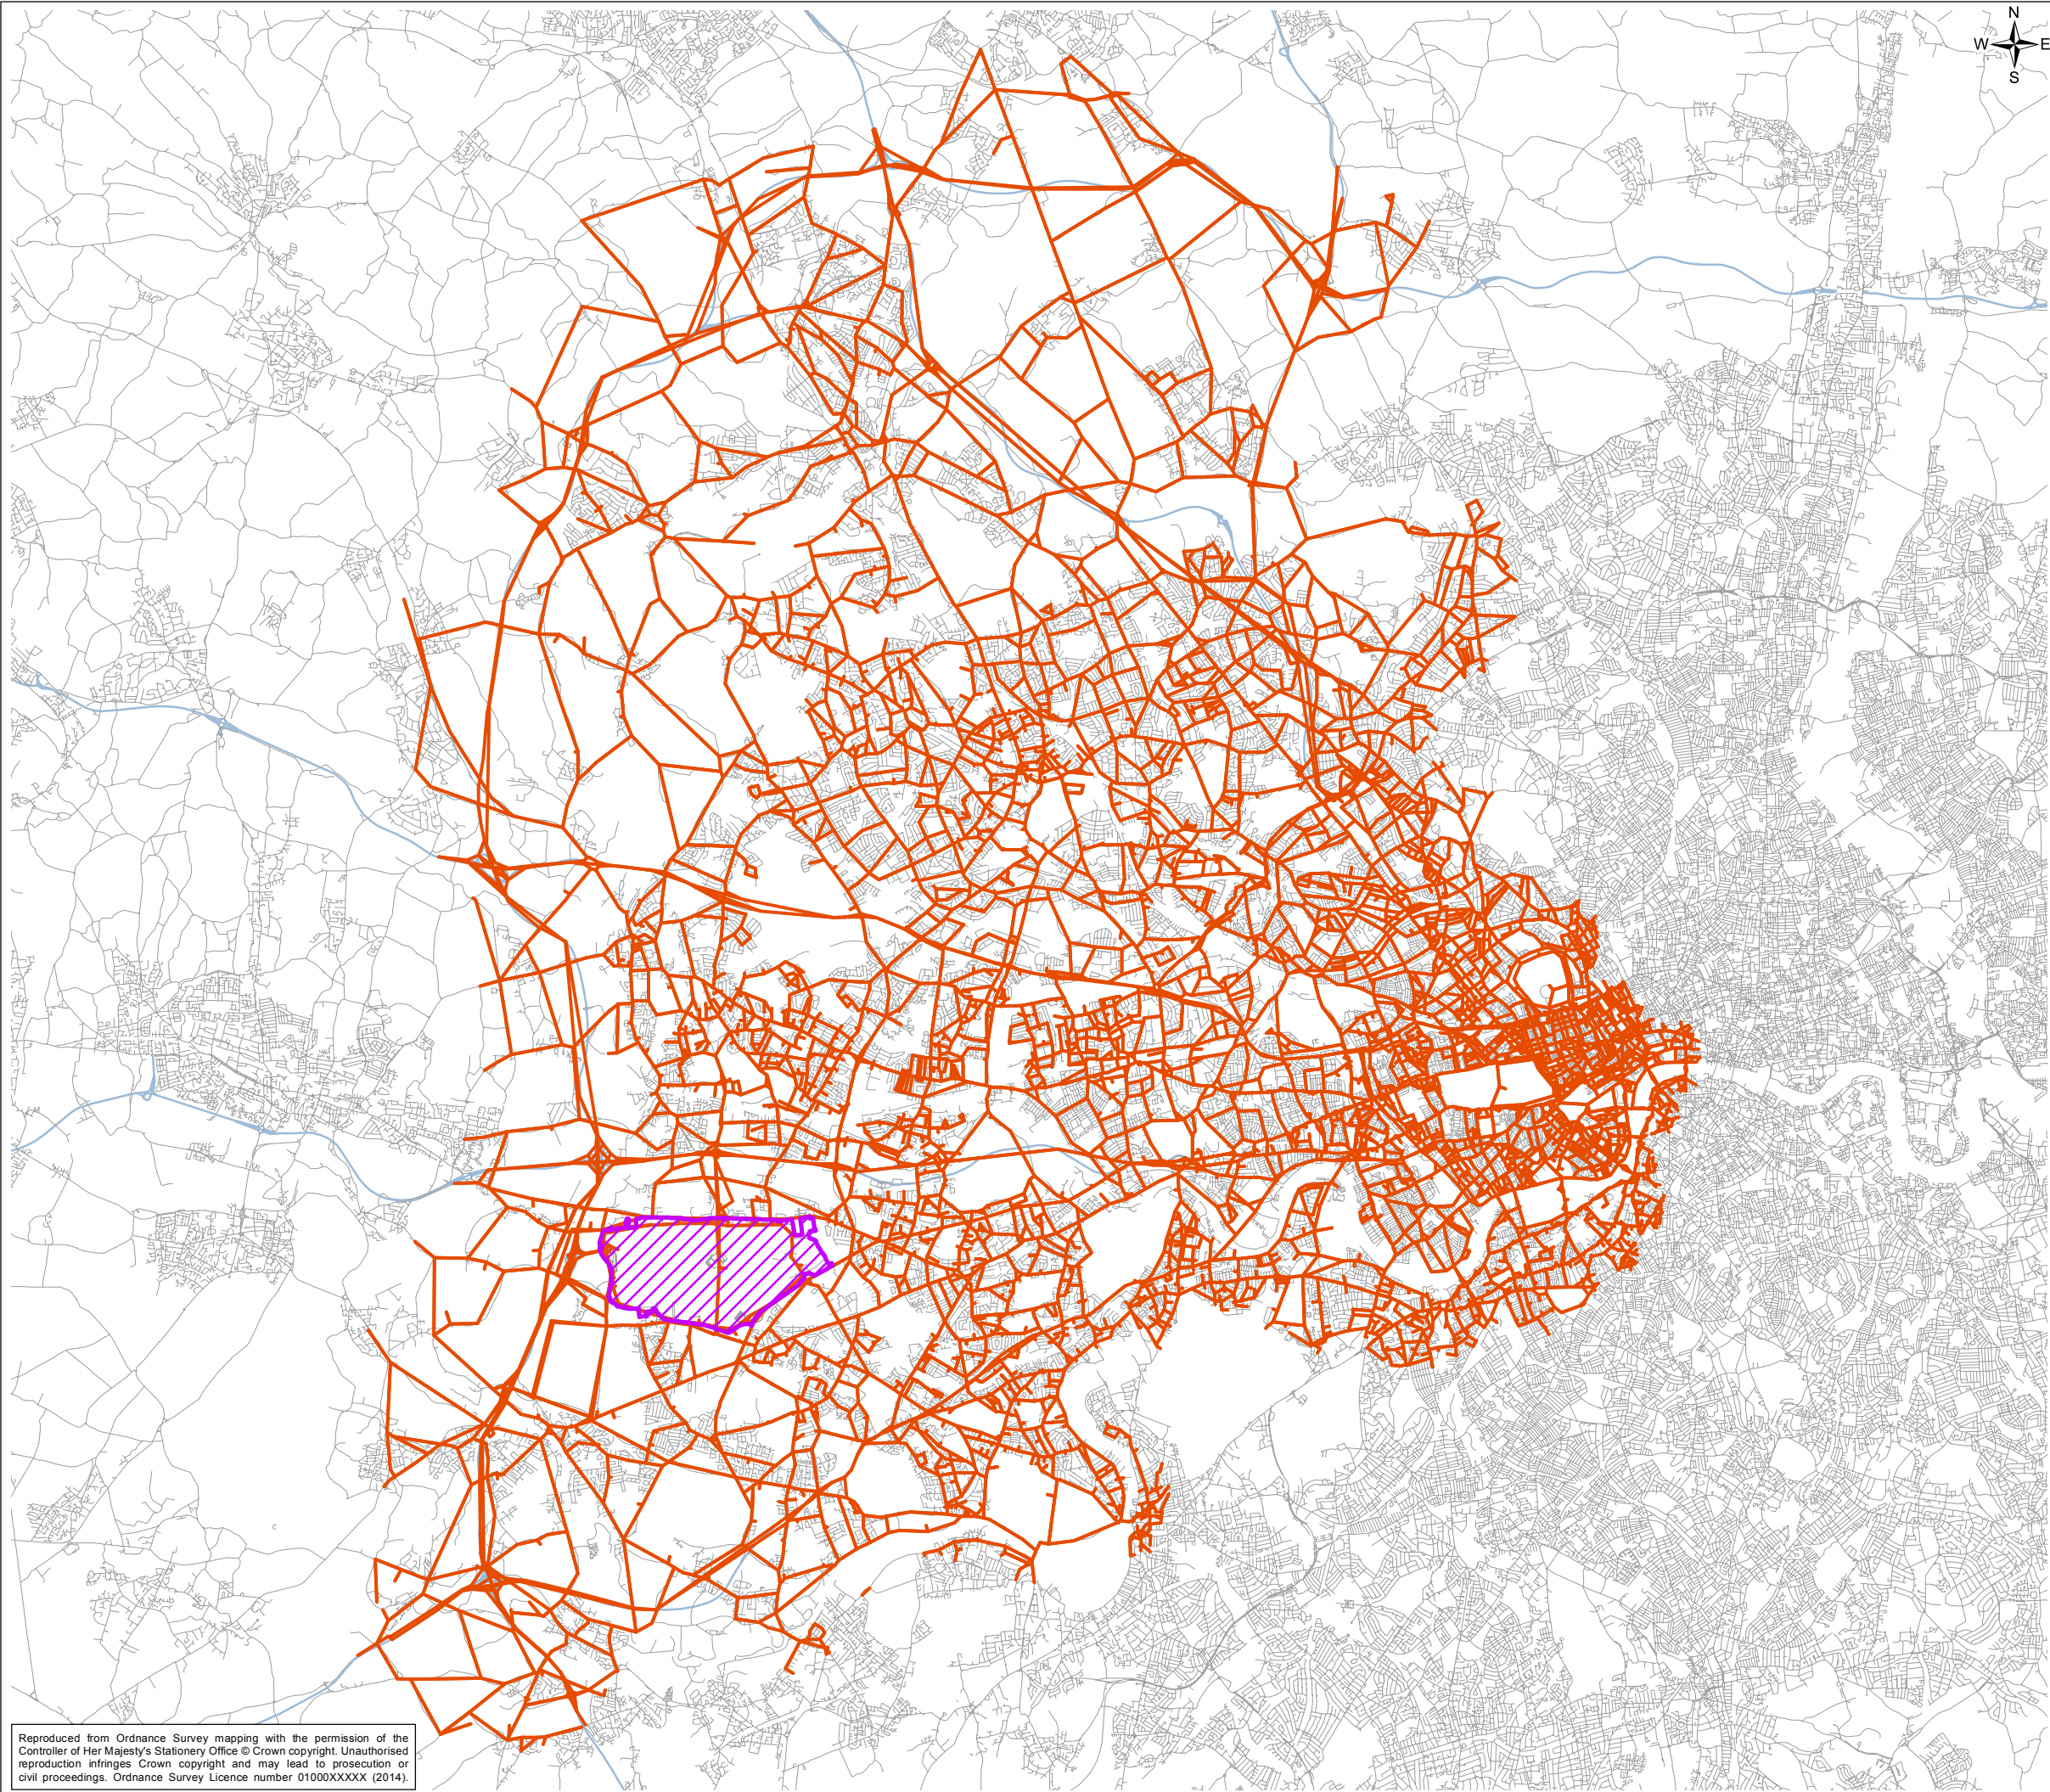 N
W E
S
Reproduced from Ordnance Survey mapping with the permission of the
Controller of Her Majesty's Stationery Office © Crown copyright. Unauthorised
reproduction infringes Crown copyright and may lead to prosecution or
civil proceedings. Ordnance Survey Licence number 01000XXXXX (2014).